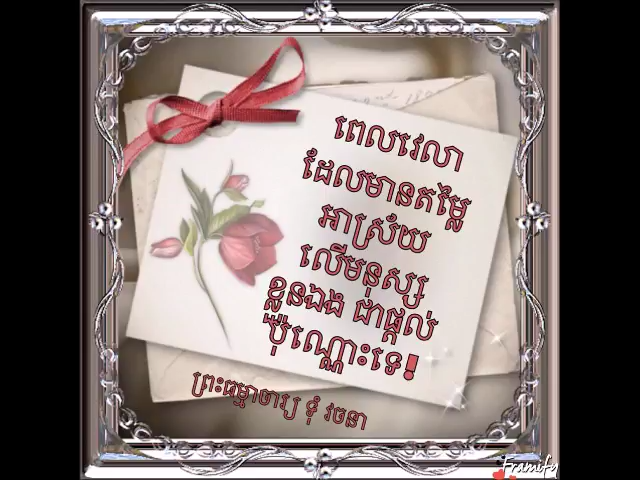 ពេលវេលា
ដែលមានតម្លៃ
អាស្រ័យ
លើមនុស្ស
ខ្លួនឯង ជាផ្ដល់
ប៉ុណ្ណោះទេ!
ព្រះធម្មាចារ្យ ទុំ វចនា
Framify